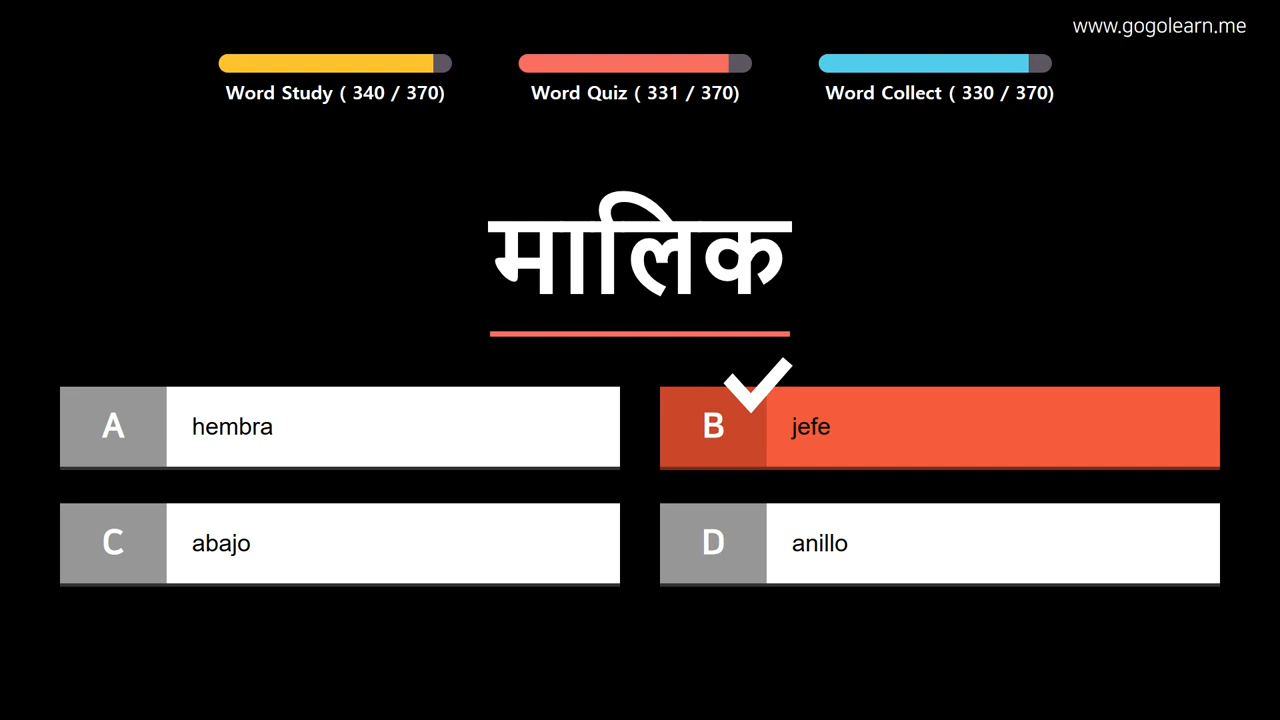 www.gogolearn.me
Word Study ( 340 / 370)
Word Quiz ( 331 / 370)
Word Collect ( 330 / 370)
मालिक
A hembra
B jefe
C abajo
D anillo